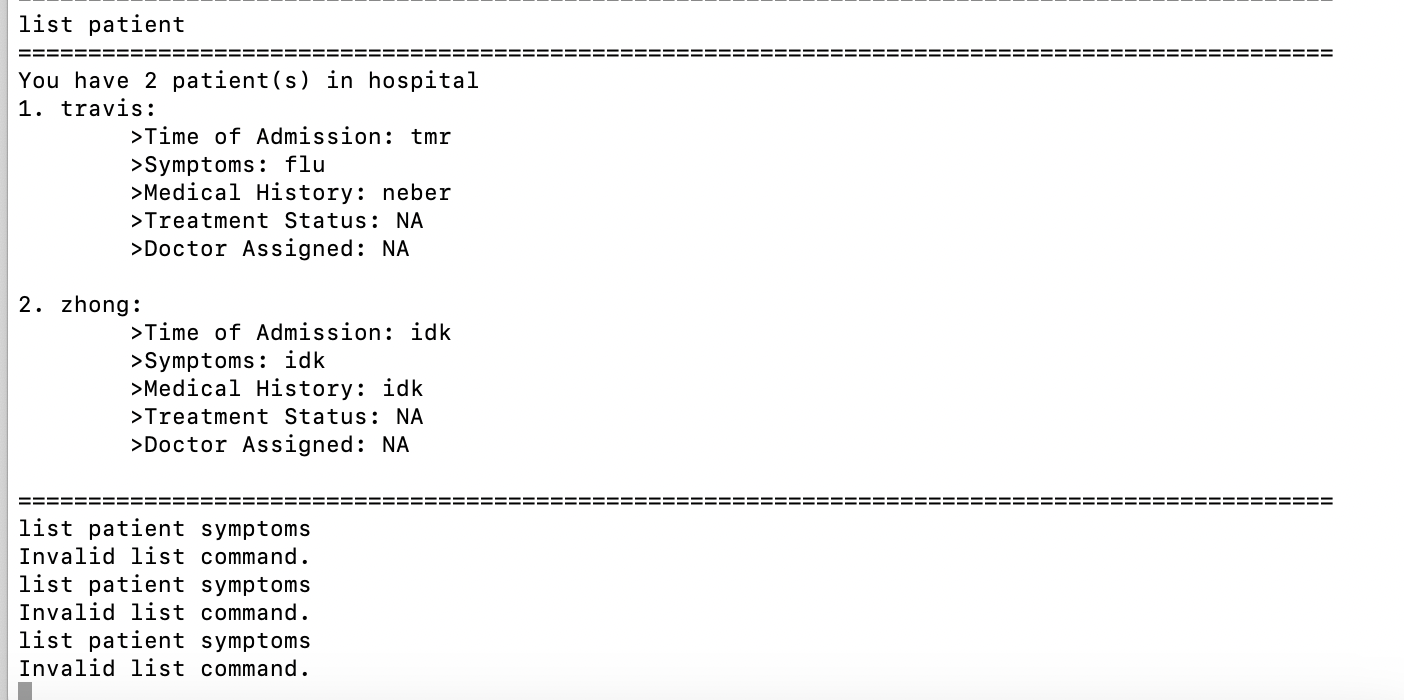 list patient
==============================================================================================
You have 2 patient(s) in hospital
1. travis:
>Time of Admission: tmr
>Symptoms: flu
>Medical History: neber
>Treatment Status: NA
>Doctor Assigned: NA
2. zhong:
>Time of Admission: idk
>Symptoms: idk
>Medical History: idk
>Treatment Status: NA
>Doctor Assigned: NA
==============================================================================================
list patient symptoms
Invalid list command.
list patient symptoms
Invalid list command.
list patient symptoms
Invalid list command.